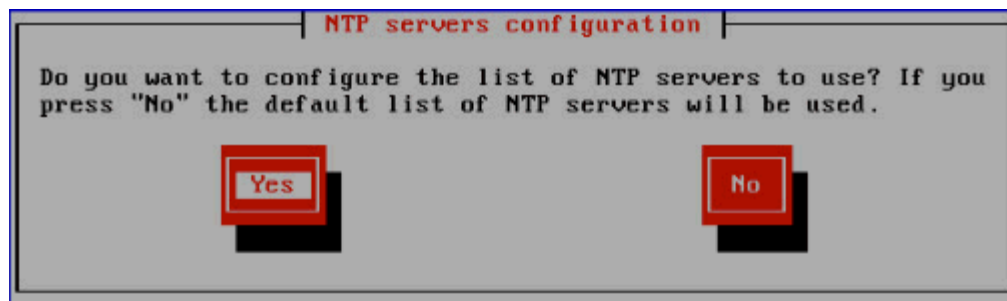 NTP servers configuration
Do you want to configure the list of NTP servers to use? If you
press "No" the default list of NTP servers will be used.
Yes No